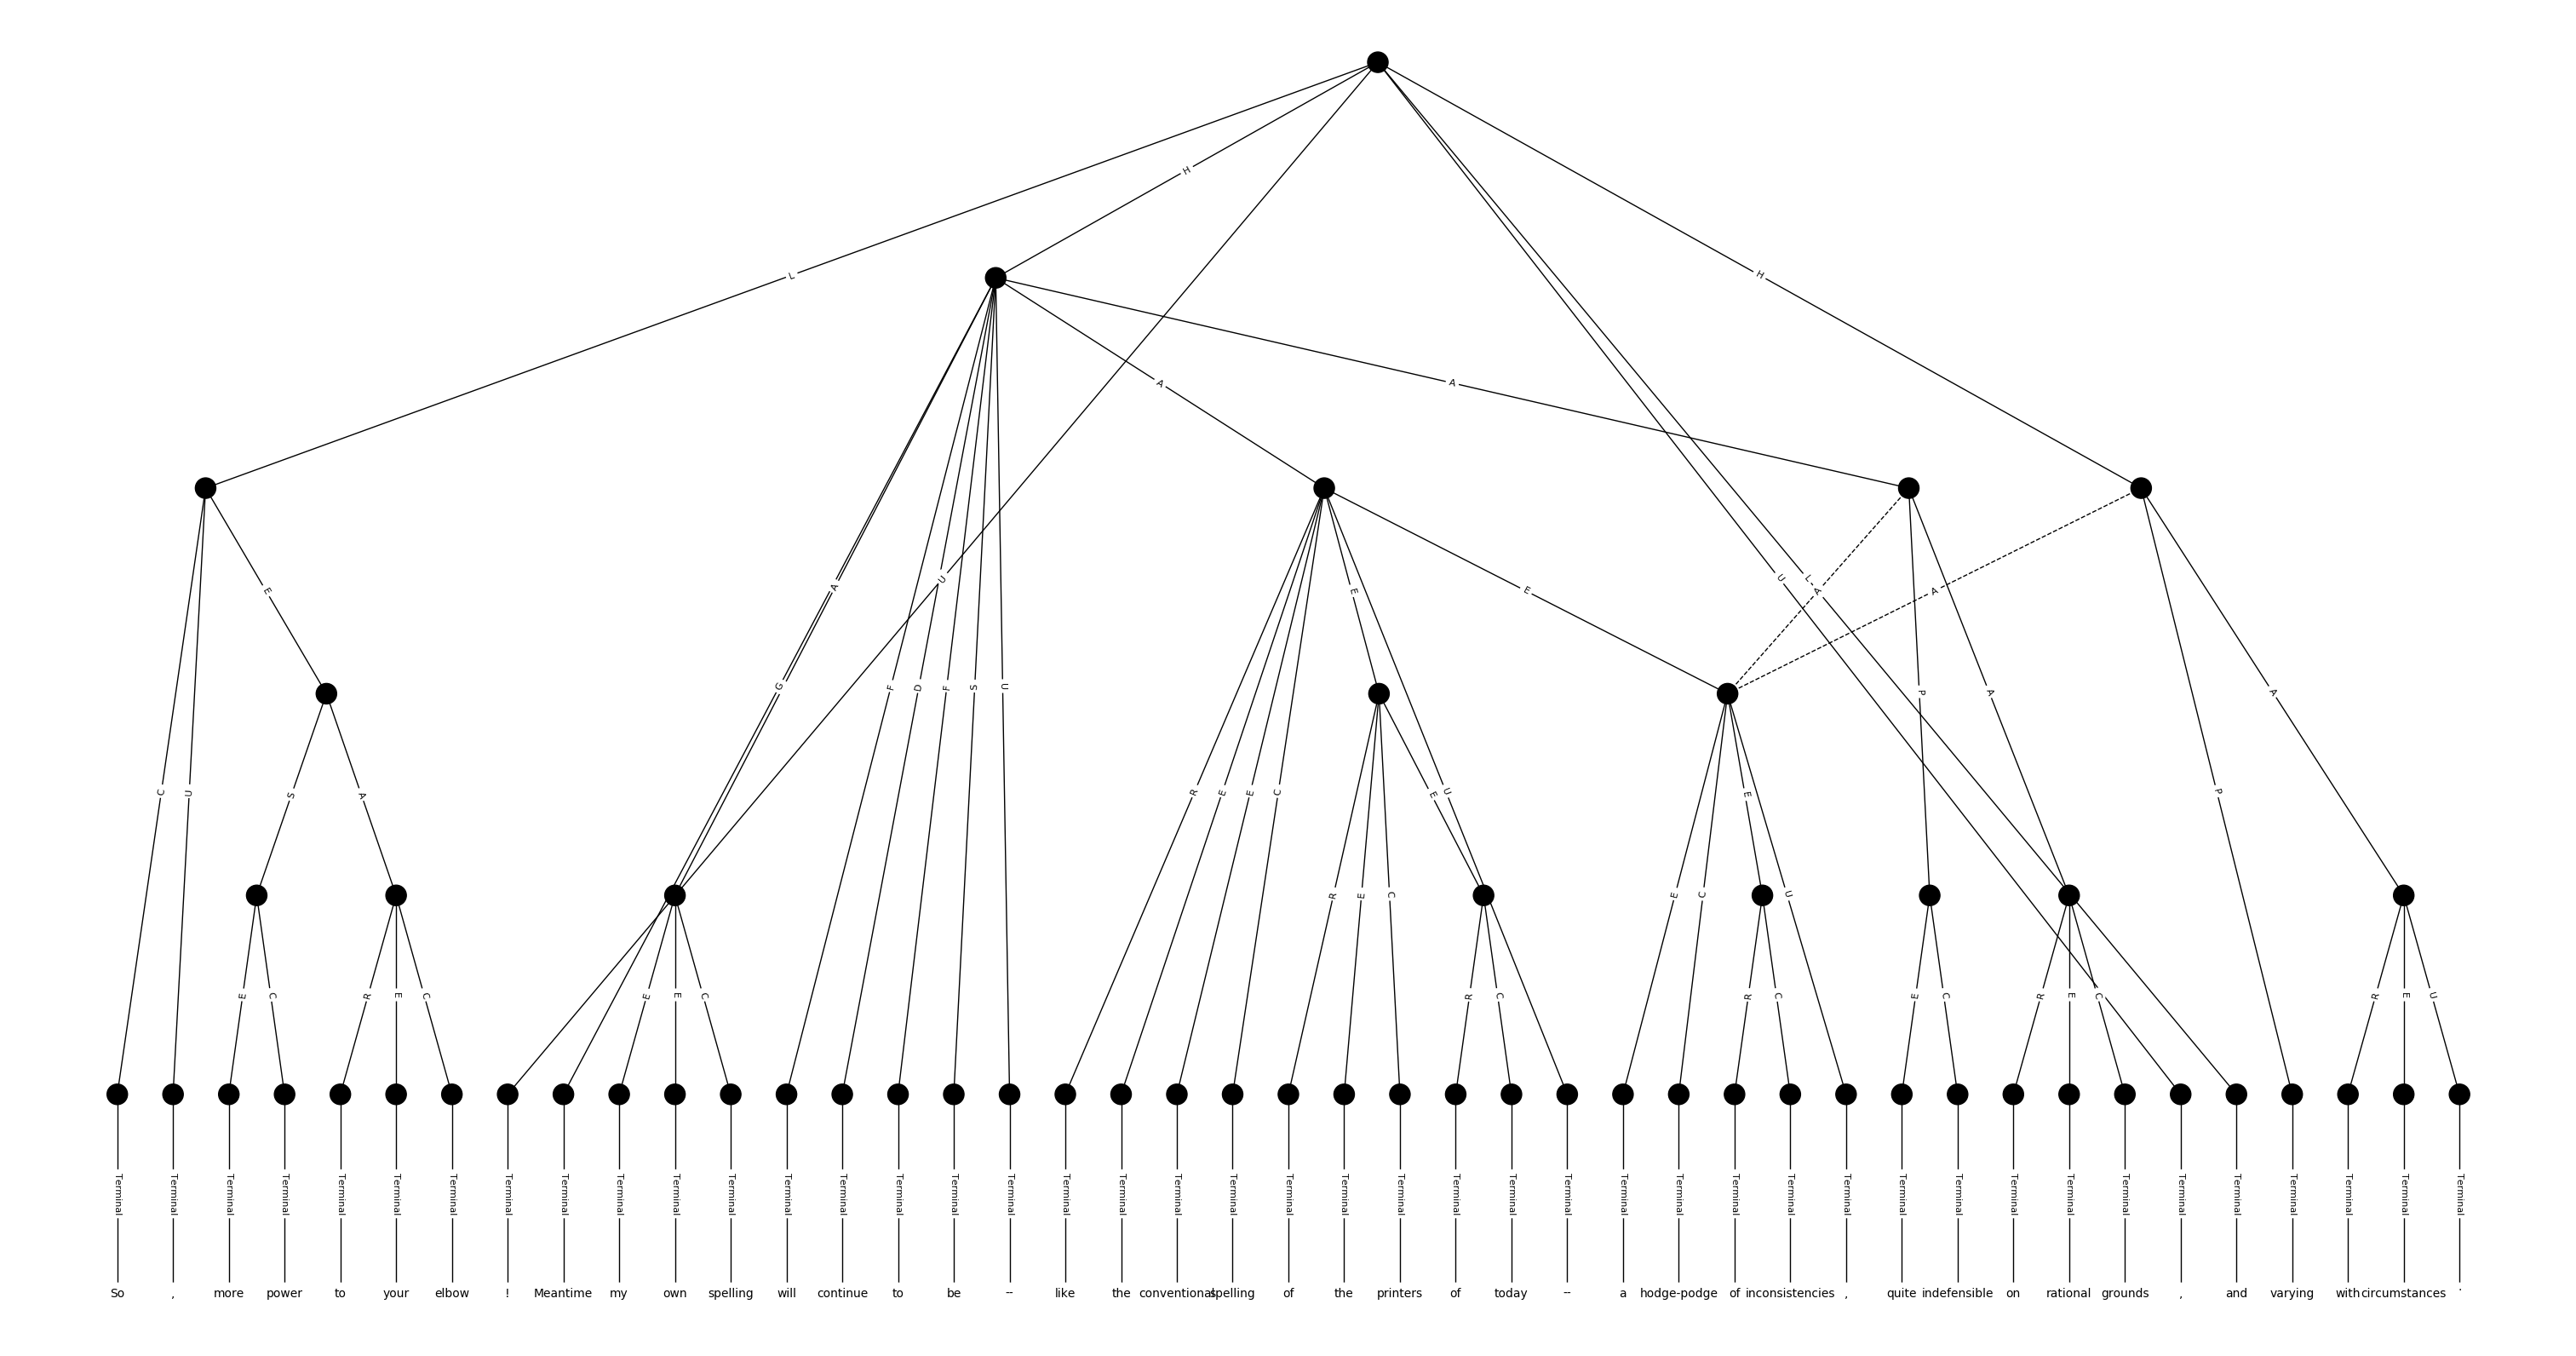 H
L
H
A
A
E
A
U
U
L
A
A
E
E
G
F
D
F
S
U
P
A
A
C
U
S
A
R
E
E
C
E
U
E
P
R
E
C
E
C
U
E
C
R
E
C
E
E
C
R
C
R
C
E
C
R
E
C
R
E
U
Terminal Terminal Terminal Terminal Terminal Terminal Terminal Terminal Terminal Terminal Terminal Terminal Terminal Terminal Terminal Terminal Terminal Terminal Terminal Terminal Terminal Terminal Terminal Terminal Terminal Terminal Terminal Terminal Terminal Terminal Terminal Terminal Terminal Terminal Terminal Terminal Terminal Terminal Terminal Terminal Terminal Terminal Terminal
So , more power to your elbow ! Meantime my own spelling will continue to be -- like the conventional spelling of the printers of today -- a hodge-podge of inconsistencies , quite indefensible on rational grounds , and varying with circumstances .